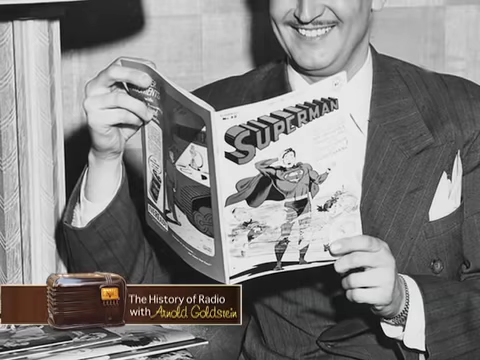 SUPERMAN
The History of Radio
with Arnold Goldstein